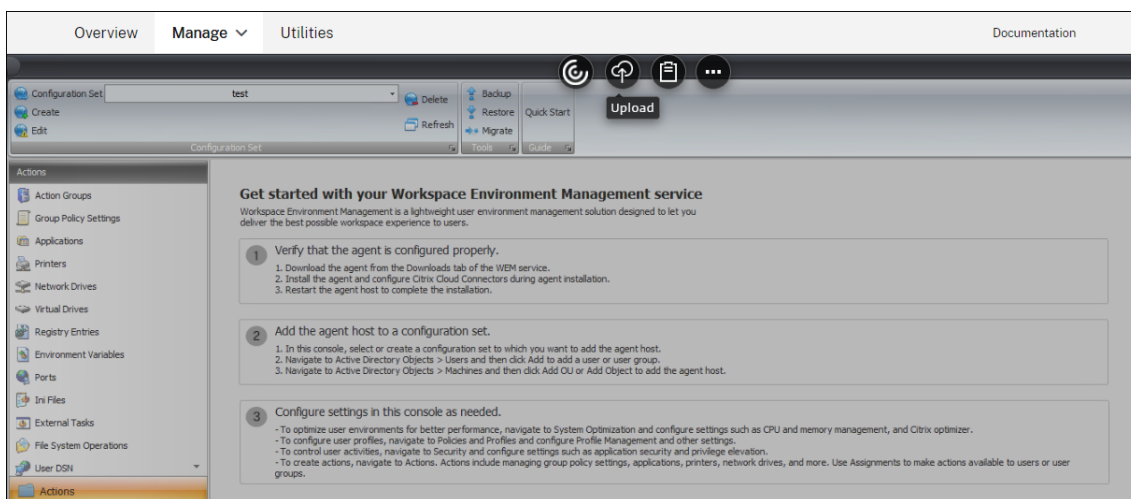 Overview Manage Utilities Documentation
Configuration Set test Delete Backup
Create Restore Quick Start Upload
Edit Refresh Migrate
Configuration Set Tools Guide
Actions
Action Groups
Group Policy Settings
Applications
Printers
Network Drives
Virtual Drives
Registry Entries
Environment Variables
Ports
Ini Files
External Tasks
File System Operations
User DSN
Actions
Get started with your Workspace Environment Management service
Workspace Environment Management is a lightweight user environment management solution designed to let you
deliver the best possible workspace experience to users.
1 Verify that the agent is configured properly.
1. Download the agent from the Downloads tab of the WEM service.
2. Install the agent and configure Citrix Cloud Connectors during agent installation.
3. Restart the agent host to complete the installation.
2 Add the agent host to a configuration set.
1. In this console, select or create a configuration set to which you want to add the agent host.
2. Navigate to Active Directory Objects > Users and then click Add to add a user or user group.
3. Navigate to Active Directory Objects > Machines and then click Add OU or Add Object to add the agent host.
3 Configure settings in this console as needed.
- To optimize user environments for better performance, navigate to System Optimization and configure settings such as CPU and memory management, and Citrix optimizer.
- To configure user profiles, navigate to Policies and Profiles and configure Profile Management and other settings.
- To control user activities, navigate to Security and configure settings such as application security and privilege elevation.
- To create actions, navigate to Actions. Actions include managing group policy settings, applications, printers, network drives, and more. Use Assignments to make actions available to users or user
groups.